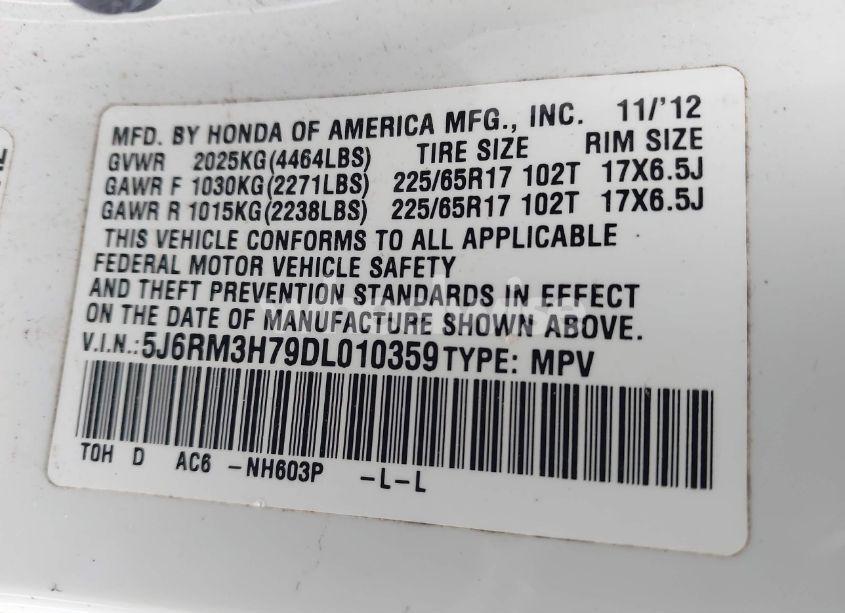 MFD. BY HONDA OF AMERICA MFG., INC. 11/'12
GVWR 2025KG(4464LBS) TIRE SIZE RIM SIZE
GAWR F 1030KG(2271LBS) 225/65R17 102T 17X6.5J
GAWR R 1015KG(2238LBS) 225/65R17 102T 17X6.5J
THIS VEHICLE CONFORMS TO ALL APPLICABLE
FEDERAL MOTOR VEHICLE SAFETY
AND THEFT PREVENTION STANDARDS IN EFFECT
ON THE DATE OF MANUFACTURE SHOWN ABOVE.
V.I.N.:5J6RM3H79DL010359 TYPE: MPV
TOH D AC6 -NH603P -L-L